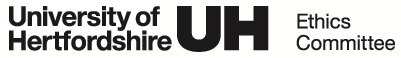 University of
Hertfordshire
UH
Ethics
Committee